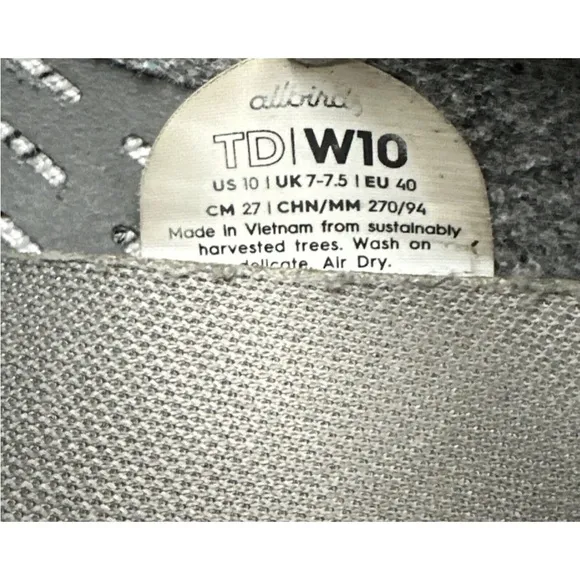 allbirds
TD|W10
US 10 | UK 7-7.5 | EU 40
CM 27 | CHN/MM 270/94
Made in Vietnam from sustainably
harvested trees. Wash on
delicate. Air Dry.